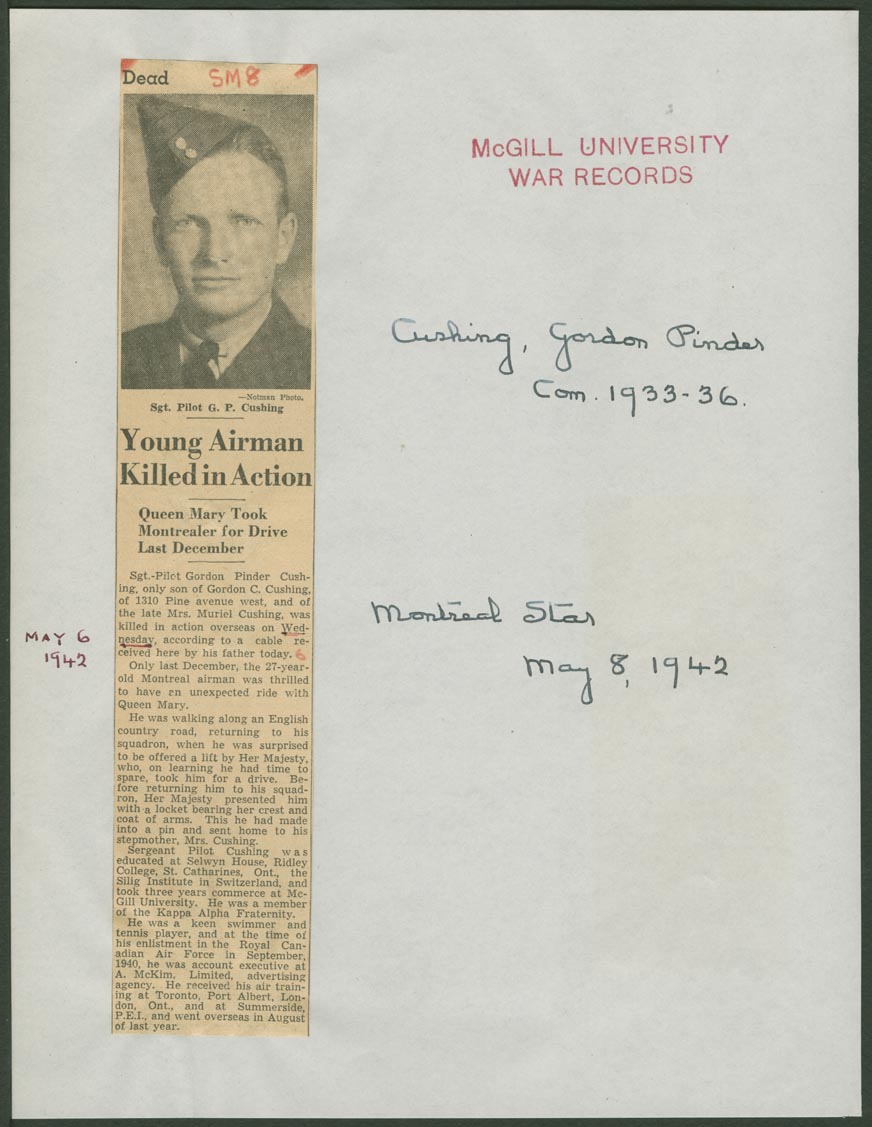 Dead SM8
McGILL UNIVERSITY
WAR RECORDS
Cushing, Gordon Pinder
Com. 1933-36.
—Notman Photo.
Sgt. Pilot G. P. Cushing
Young Airman
Killed in Action
Queen Mary Took
Montrealer for Drive
Last December
Sgt.-Pilot Gordon Pinder Cush-
ing, only son of Gordon C. Cushing,
of 1310 Pine avenue west, and of
the late Mrs. Muriel Cushing, was
killed in action overseas on Wed-
nesday, according to a cable re-
ceived here by his father today. 6
MAY 6
1942
Montreal Star
May 8, 1942
Only last December, the 27-year-
old Montreal airman was thrilled
to have an unexpected ride with
Queen Mary.
He was walking along an English
country road, returning to his
squadron, when he was surprised
to be offered a lift by Her Majesty,
who, on learning he had time to
spare, took him for a drive. Be-
fore returning him to his squad-
ron, Her Majesty presented him
with a locket bearing her crest and
coat of arms. This he had made
into a pin and sent home to his
stepmother, Mrs. Cushing.
Sergeant Pilot Cushing was
educated at Selwyn House, Ridley
College, St. Catharines, Ont., the
Silig Institute in Switzerland, and
took three years commerce at Mc-
Gill University. He was a member
of the Kappa Alpha Fraternity.
He was a keen swimmer and
tennis player, and at the time of
his enlistment in the Royal Can-
adian Air Force in September,
1940, he was account executive at
A. McKim, Limited, advertising
agency. He received his air train-
ing at Toronto, Port Albert, Lon-
don, Ont., and at Summerside,
P.E.I., and went overseas in August
of last year.